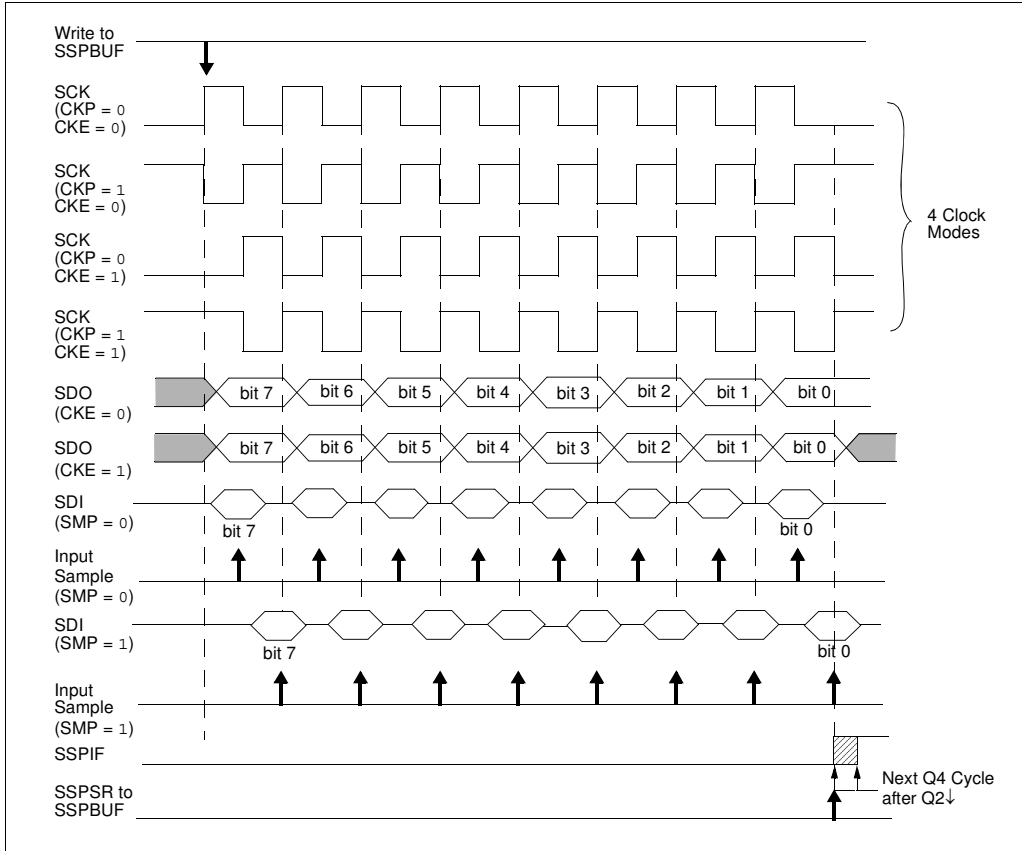 Write to
SSPBUF
SCK
(CKP = 0
CKE = 0)
SCK
(CKP = 1
CKE = 0)
SCK
(CKP = 0
CKE = 1)
SCK
(CKP = 1
CKE = 1)
4 Clock
Modes
SDO
(CKE = 0)
bit 7 bit 6 bit 5 bit 4 bit 3 bit 2 bit 1 bit 0
SDO
(CKE = 1)
bit 7 bit 6 bit 5 bit 4 bit 3 bit 2 bit 1 bit 0
SDI
(SMP = 0)
bit 7 bit 0
Input
Sample
(SMP = 0)
SDI
(SMP = 1)
bit 7 bit 0
Input
Sample
(SMP = 1)
SSPIF
Next Q4 Cycle
after Q2↓
SSPSR to
SSPBUF